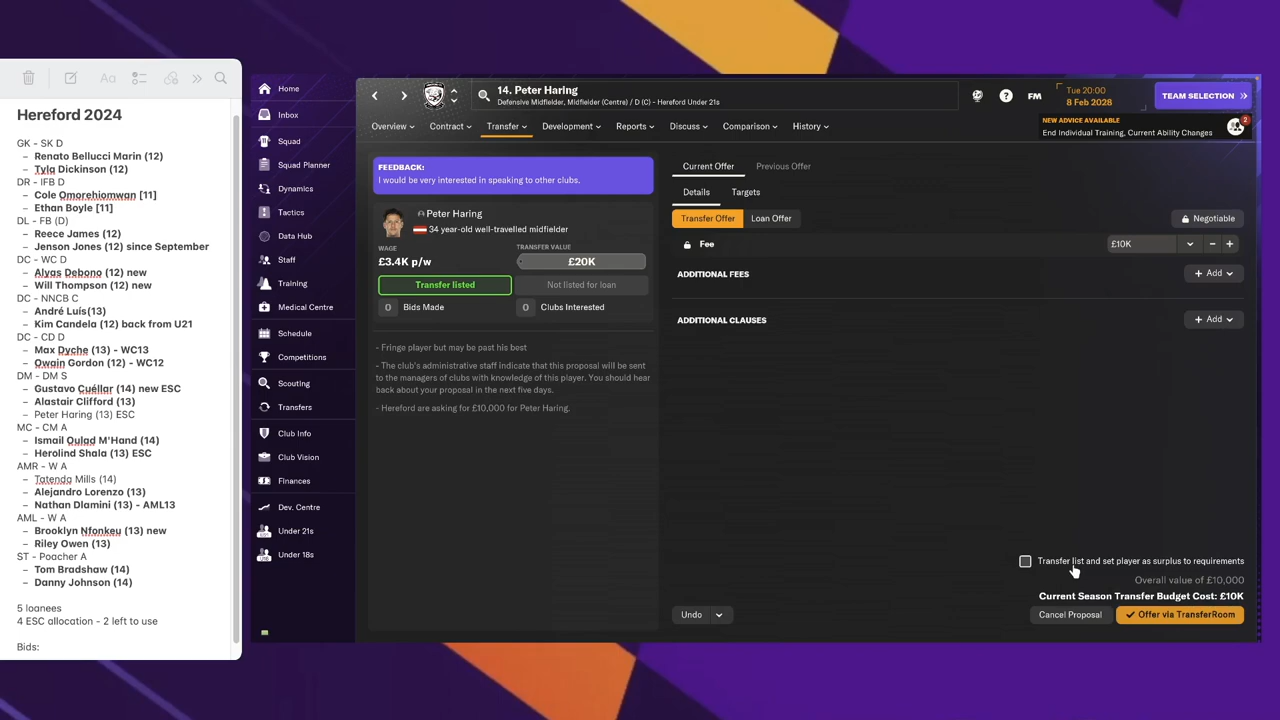 Aa
Hereford 2024
GK - SK D
– Renato Bellucci Marin (12)
– Tyla Dickinson (12)
DR - IFB D
– Cole Omorehiomwan [11]
– Ethan Boyle [11]
DL - FB (D)
– Reece James (12)
– Jenson Jones (12) since September
DC - WC D
– Alyas Debono (12) new
– Will Thompson (12) new
DC - NNCB C
– André Luís(13)
– Kim Candela (12) back from U21
DC - CD D
– Max Dyche (13) - WC13
– Owain Gordon (12) - WC12
DM - DM S
– Gustavo Cuéllar (14) new ESC
– Alastair Clifford (13)
– Peter Haring (13) ESC
MC - CM A
– Ismail Oulad M'Hand (14)
– Herolind Shala (13) ESC
AMR - W A
– Tatenda Mills (14)
– Alejandro Lorenzo (13)
– Nathan Dlamini (13) - AML13
AML - W A
– Brooklyn Nfonkeu (13) new
– Riley Owen (13)
ST - Poacher A
– Tom Bradshaw (14)
– Danny Johnson (14)
5 loanees
4 ESC allocation - 2 left to use
Bids:
Home
Inbox
Squad
Squad Planner
Dynamics
Tactics
Data Hub
Staff
Training
Medical Centre
Schedule
Competitions
Scouting
Transfers
Club Info
Club Vision
Finances
Dev. Centre
Under 21s
Under 18s
14. Peter Haring
Defensive Midfielder, Midfielder (Centre) / D (C) - Hereford Under 21s
FM
Tue 20:00
8 Feb 2028
TEAM SELECTION
Overview Contract Transfer Development Reports Discuss Comparison History
NEW ADVICE AVAILABLE
End Individual Training, Current Ability Changes
2
FEEDBACK:
I would be very interested in speaking to other clubs.
Peter Haring
34 year-old well-travelled midfielder
WAGE
£3.4K p/w
TRANSFER VALUE
£20K
Transfer listed
Not listed for loan
0 Bids Made
0 Clubs Interested
- Fringe player but may be past his best
- The club's administrative staff indicate that this proposal will be sent
to the managers of clubs with knowledge of this player. You should hear
back about your proposal in the next five days.
- Hereford are asking for £10,000 for Peter Haring.
Current Offer Previous Offer
Details Targets
Transfer Offer Loan Offer
Negotiable
Fee £10K
ADDITIONAL FEES
Add
ADDITIONAL CLAUSES
Add
Transfer list and set player as surplus to requirements
Overall value of £10,000
Current Season Transfer Budget Cost: £10K
Undo
Cancel Proposal
Offer via TransferRoom